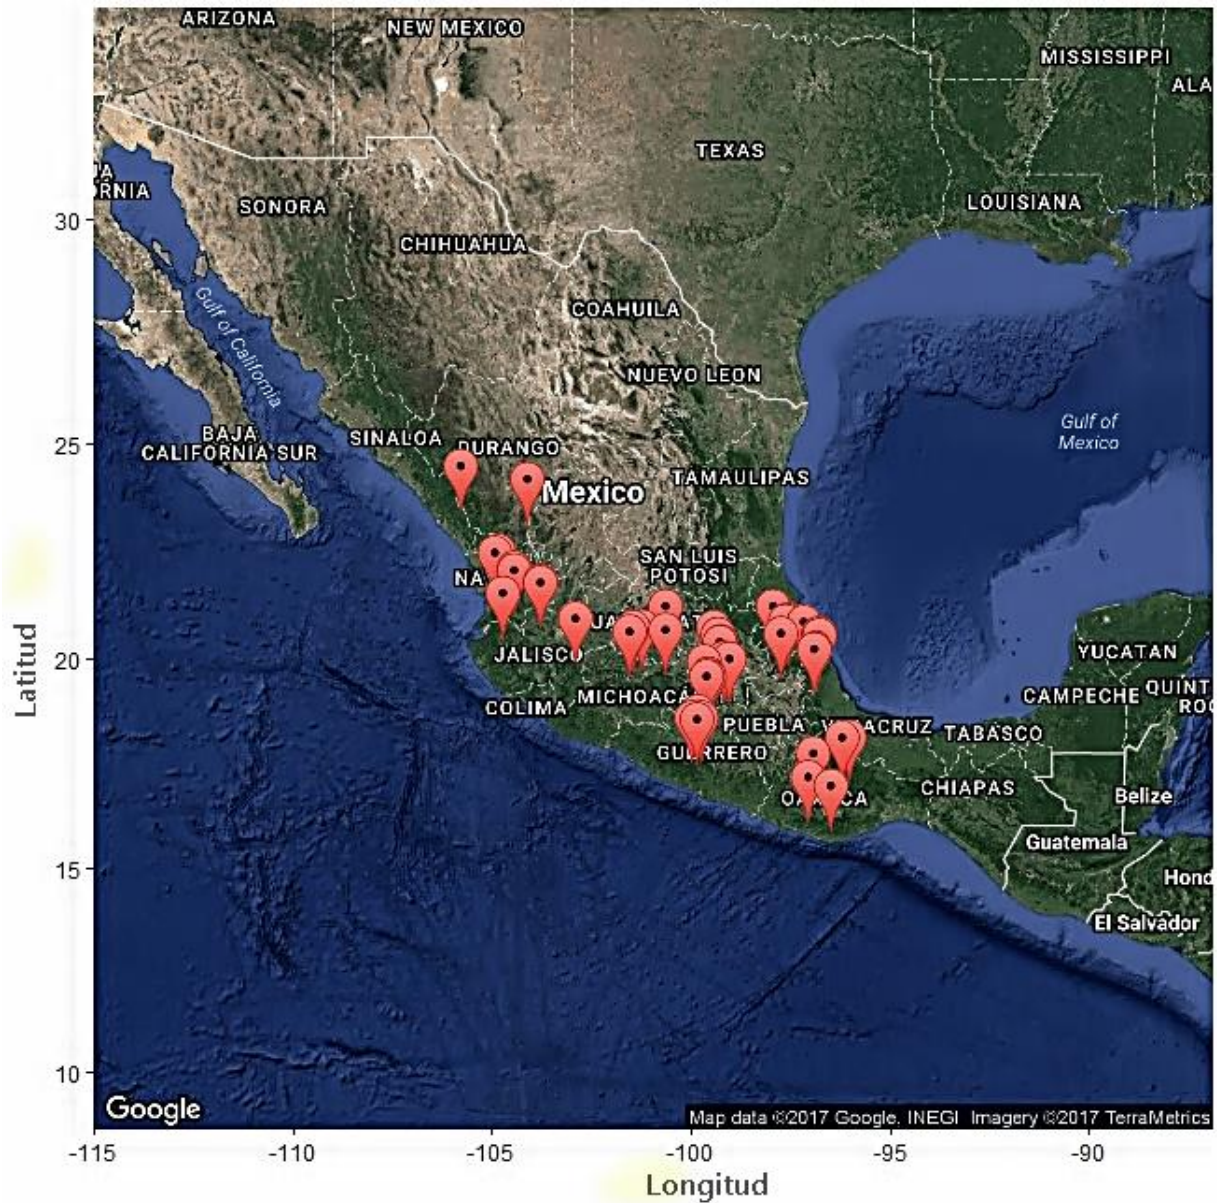 ARIZONA
NEW MEXICO
MISSISSIPPI
ALA
TEXAS
JA
ORNIA
SONORA
LOUISIANA
30
CHIHUAHUA
Gulf of California
COAHUILA
NUEVO LEON
Gulf of
Mexico
25
BAJA
CALIFORNIA SUR
SINALOA
DURANGO
TAMAULIPAS
Mexico
SAN LUIS
POTOSI
NA
20
JALISCO
YUCATAN
COLIMA
CAMPECHE
QUINT
ROO
PUEBLA
TABASCO
CHIAPAS
Belize
Guatemala
15
Hond
El Salvador
10
Google
Map data ©2017 Google, INEGI Imagery ©2017 TerraMetrics
-115
-110
-105
-100
-95
-90
Longitud
Latitud